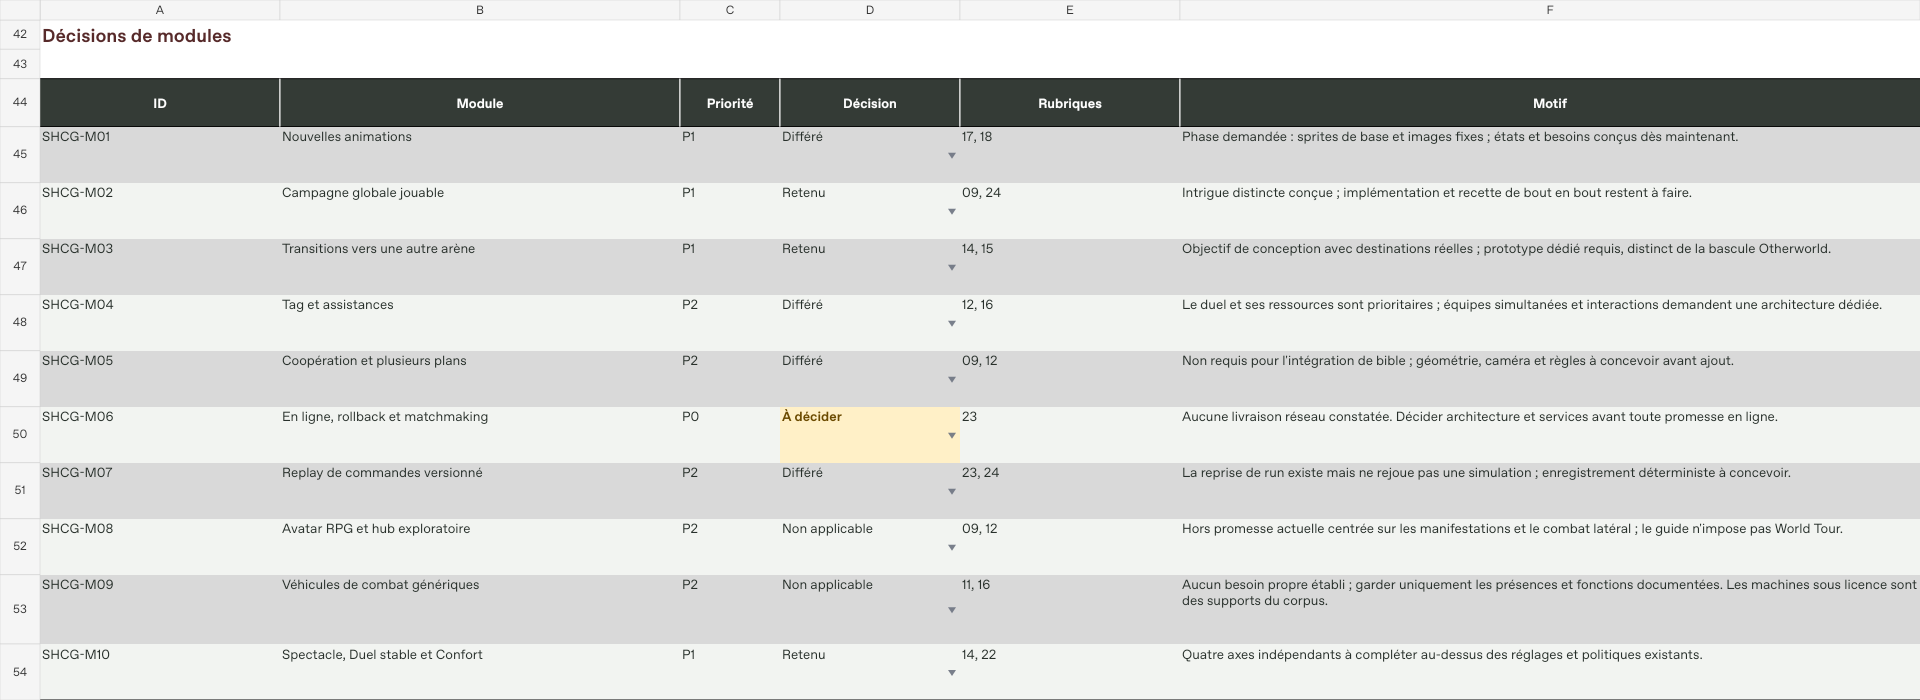 A B C D E F
42 Décisions de modules
43
44 ID Module Priorité Décision Rubriques Motif
45 SHCG-M01 Nouvelles animations P1 Différé 17, 18 Phase demandée : sprites de base et images fixes ; états et besoins conçus dès maintenant.
46 SHCG-M02 Campagne globale jouable P1 Retenu 09, 24 Intrigue distincte conçue ; implémentation et recette de bout en bout restent à faire.
47 SHCG-M03 Transitions vers une autre arène P1 Retenu 14, 15 Objectif de conception avec destinations réelles ; prototype dédié requis, distinct de la bascule Otherworld.
48 SHCG-M04 Tag et assistances P2 Différé 12, 16 Le duel et ses ressources sont prioritaires ; équipes simultanées et interactions demandent une architecture dédiée.
49 SHCG-M05 Coopération et plusieurs plans P2 Différé 09, 12 Non requis pour l'intégration de bible ; géométrie, caméra et règles à concevoir avant ajout.
50 SHCG-M06 En ligne, rollback et matchmaking P0 À décider 23 Aucune livraison réseau constatée. Décider architecture et services avant toute promesse en ligne.
51 SHCG-M07 Replay de commandes versionné P2 Différé 23, 24 La reprise de run existe mais ne rejoue pas une simulation ; enregistrement déterministe à concevoir.
52 SHCG-M08 Avatar RPG et hub exploratoire P2 Non applicable 09, 12 Hors promesse actuelle centrée sur les manifestations et le combat latéral ; le guide n'impose pas World Tour.
53 SHCG-M09 Véhicules de combat génériques P2 Non applicable 11, 16 Aucun besoin propre établi ; garder uniquement les présences et fonctions documentées. Les machines sous licence sont
des supports du corpus.
54 SHCG-M10 Spectacle, Duel stable et Confort P1 Retenu 14, 22 Quatre axes indépendants à compléter au-dessus des réglages et politiques existants.